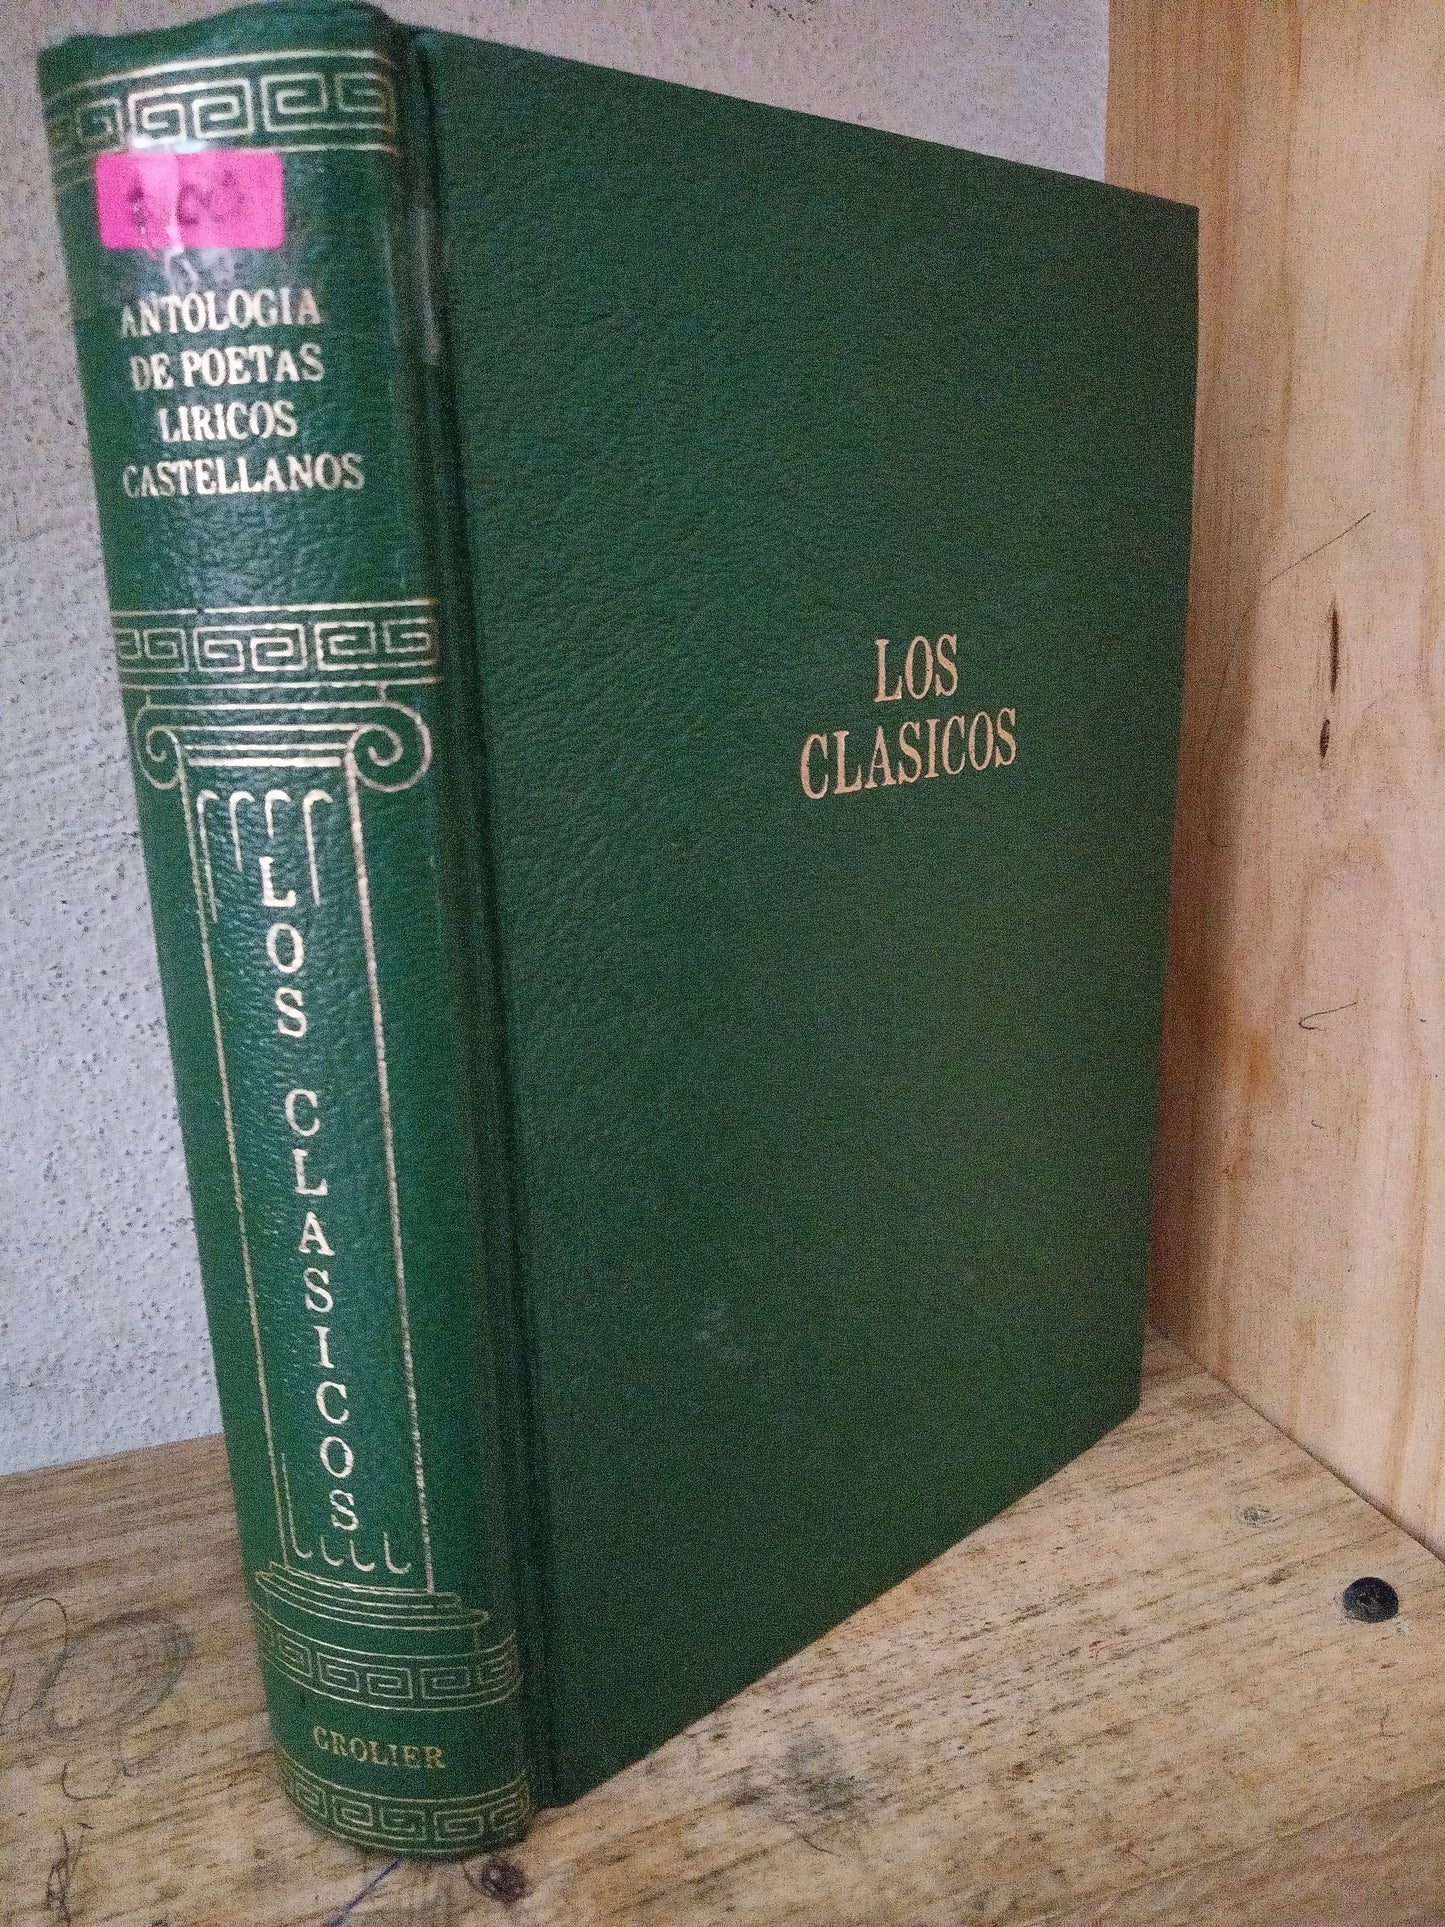 ANTOLOGIA
DE POETAS
LIRICOS
CASTELLANOS
LOS CLASICOS
GROLIER
LOS
CLASICOS